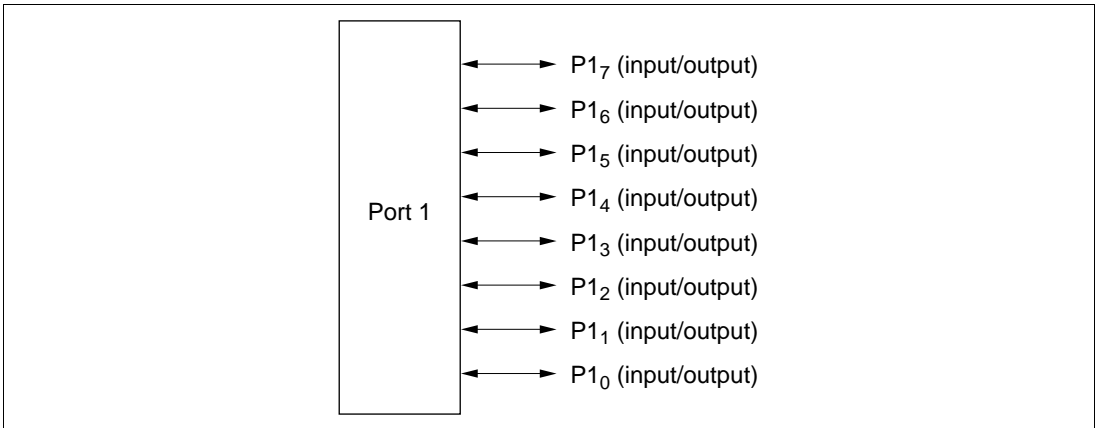 P1₇ (input/output)
P1₆ (input/output)
P1₅ (input/output)
P1₄ (input/output)
Port 1
P1₃ (input/output)
P1₂ (input/output)
P1₁ (input/output)
P1₀ (input/output)